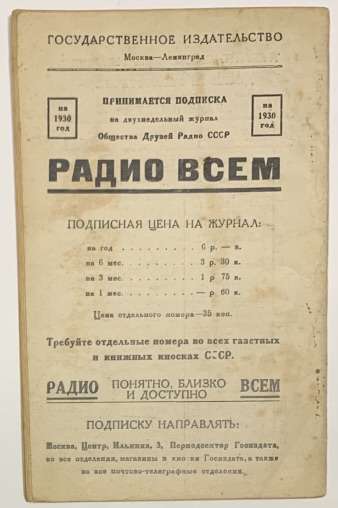 ГОСУДАРСТВЕННОЕ ИЗДАТЕЛЬСТВО
Москва—Ленинград
на
1930
год
ПРИНИМАЕТСЯ ПОДПИСКА
на двухнедельный журнал
Общества Друзей Радио СССР
на
1930
год
РАДИО ВСЕМ
ПОДПИСНАЯ ЦЕНА НА ЖУРНАЛ:
на год . . . . . . . . . . 6 р. — к.
на 6 мес. . . . . . . . . . 3 р. 30 к.
на 3 мес. . . . . . . . . . 1 р 75 к.
на 1 мес. . . . . . . . . . — р 60 к.
Цена отдельного номера—35 коп.
Требуйте отдельные номера во всех газетных
и книжных киосках СССР.
РАДИО ПОНЯТНО, БЛИЗКО ВСЕМ
И ДОСТУПНО
ПОДПИСКУ НАПРАВЛЯТЬ:
Москва, Центр, Ильинка, 3, Периодсектор Госиздата,
во все отделения, магазины и киоски Госиздата, а также
во все почтово-телеграфные отделения.